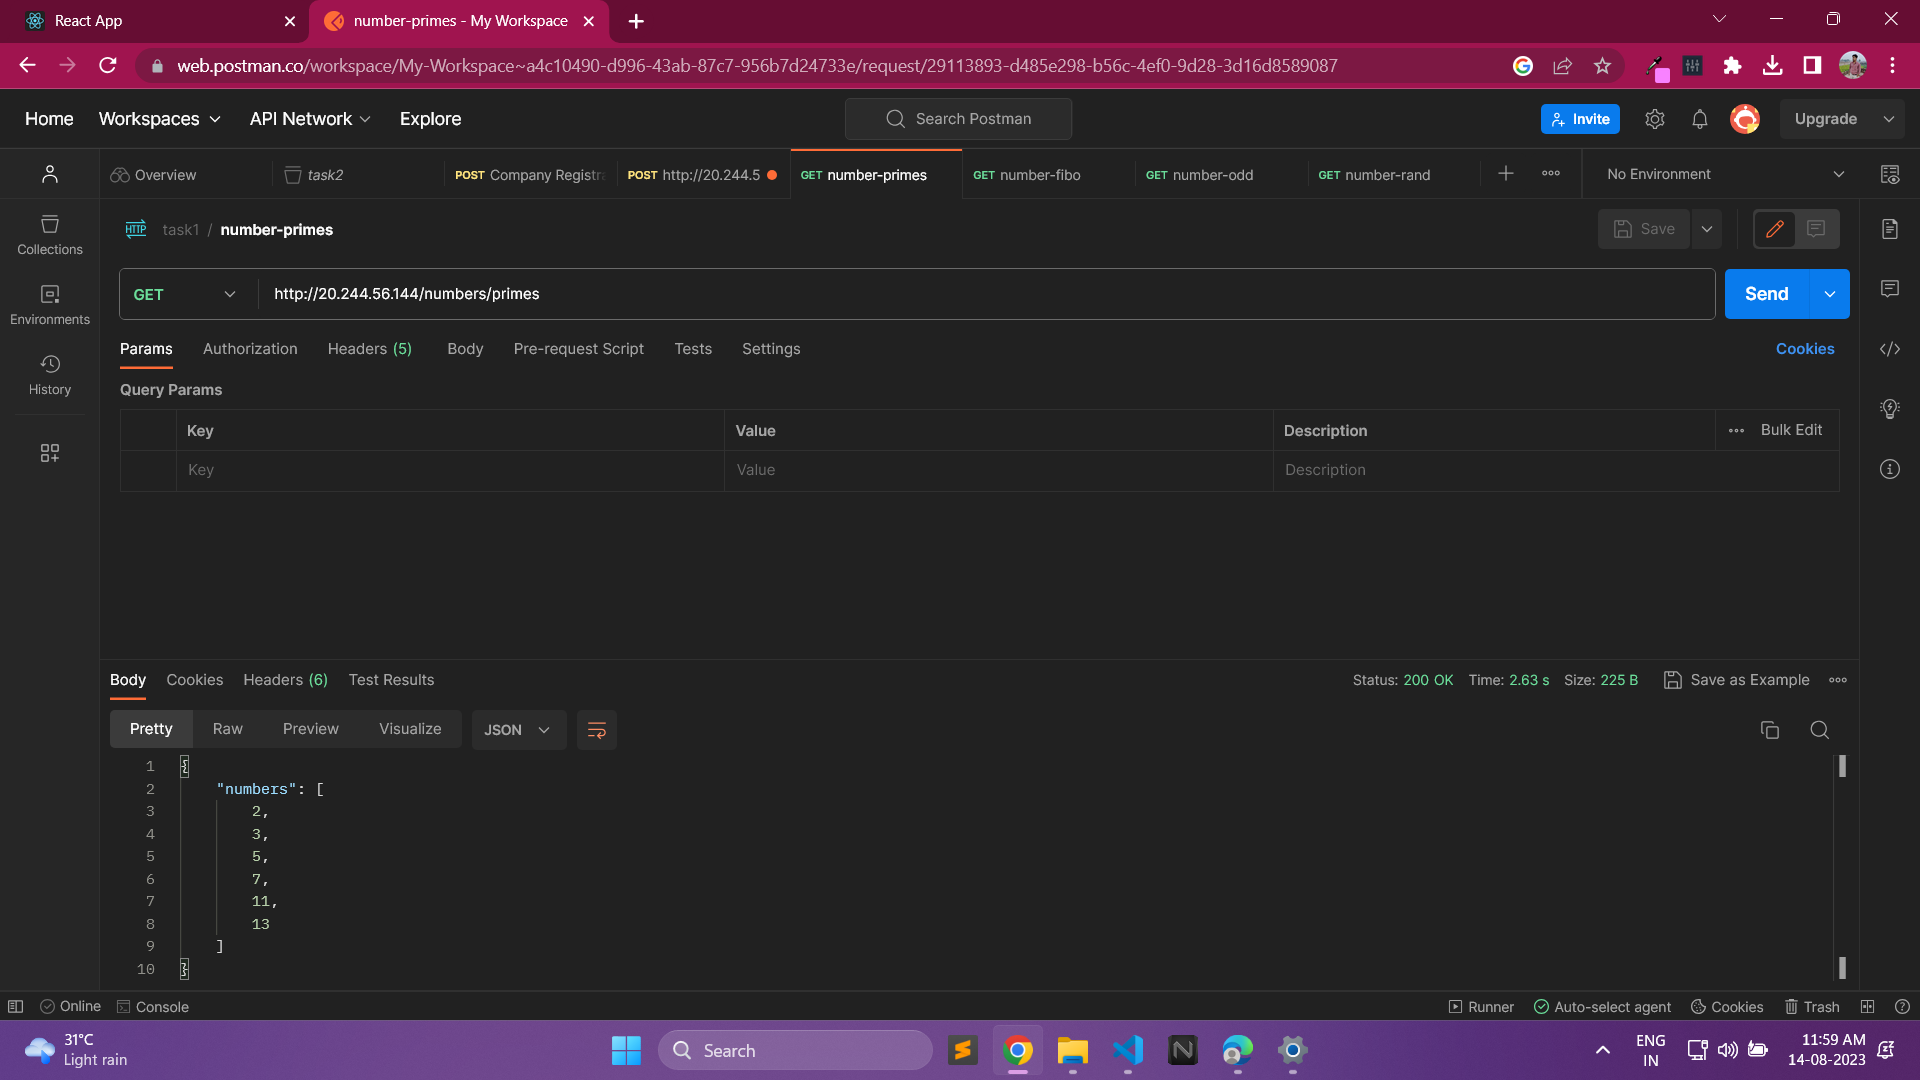 React App
number-primes - My Workspace
web.postman.co/workspace/My-Workspace~a4c10490-d996-43ab-87c7-956b7d24733e/request/29113893-d485e298-b56c-4ef0-9d28-3d16d8589087
Home Workspaces API Network Explore Search Postman Invite Upgrade
Overview task2 POST Company Registra POST http://20.244.5 GET number-primes GET number-fibo GET number-odd GET number-rand No Environment
HTTP task1 / number-primes Save
Collections
Environments
History
GET http://20.244.56.144/numbers/primes Send
Params Authorization Headers (5) Body Pre-request Script Tests Settings Cookies
Query Params
Key Value Description Bulk Edit
Key Value Description
Body Cookies Headers (6) Test Results Status: 200 OK Time: 2.63 s Size: 225 B Save as Example
Pretty Raw Preview Visualize JSON
1 {
2 "numbers": [
3 2,
4 3,
5 5,
6 7,
7 11,
8 13
9 ]
10 }
Online Console Runner Auto-select agent Cookies Trash
31°C
Light rain
Search
ENG
IN
11:59 AM
14-08-2023